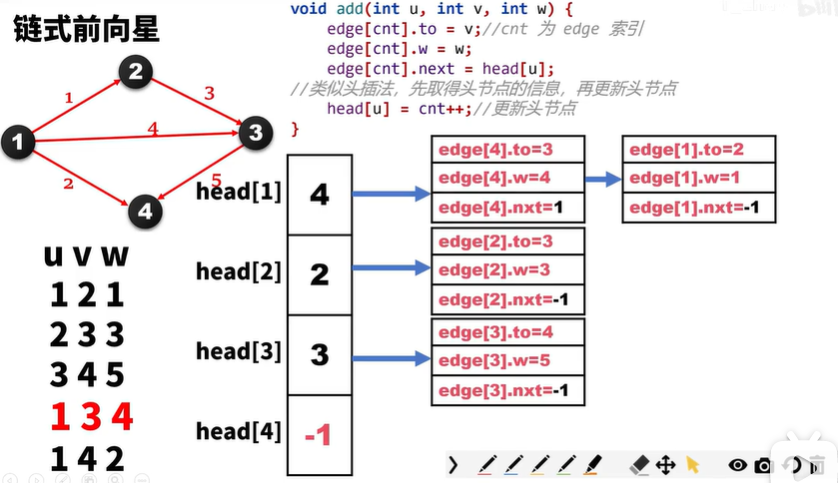 链式前向星
void add(int u, int v, int w) {
edge[cnt].to = v;//cnt 为 edge 索引
edge[cnt].w = w;
edge[cnt].next = head[u];
//类似头插法，先取得头节点的信息，再更新头节点
head[u] = cnt++;//更新头节点
}
1
2
3
4
1
3
4
2
5
u v w
1 2 1
2 3 3
3 4 5
1 3 4
1 4 2
head[1] 4
edge[4].to=3
edge[4].w=4
edge[4].nxt=1
edge[1].to=2
edge[1].w=1
edge[1].nxt=-1
head[2] 2
edge[2].to=3
edge[2].w=3
edge[2].nxt=-1
head[3] 3
edge[3].to=4
edge[3].w=5
edge[3].nxt=-1
head[4] -1